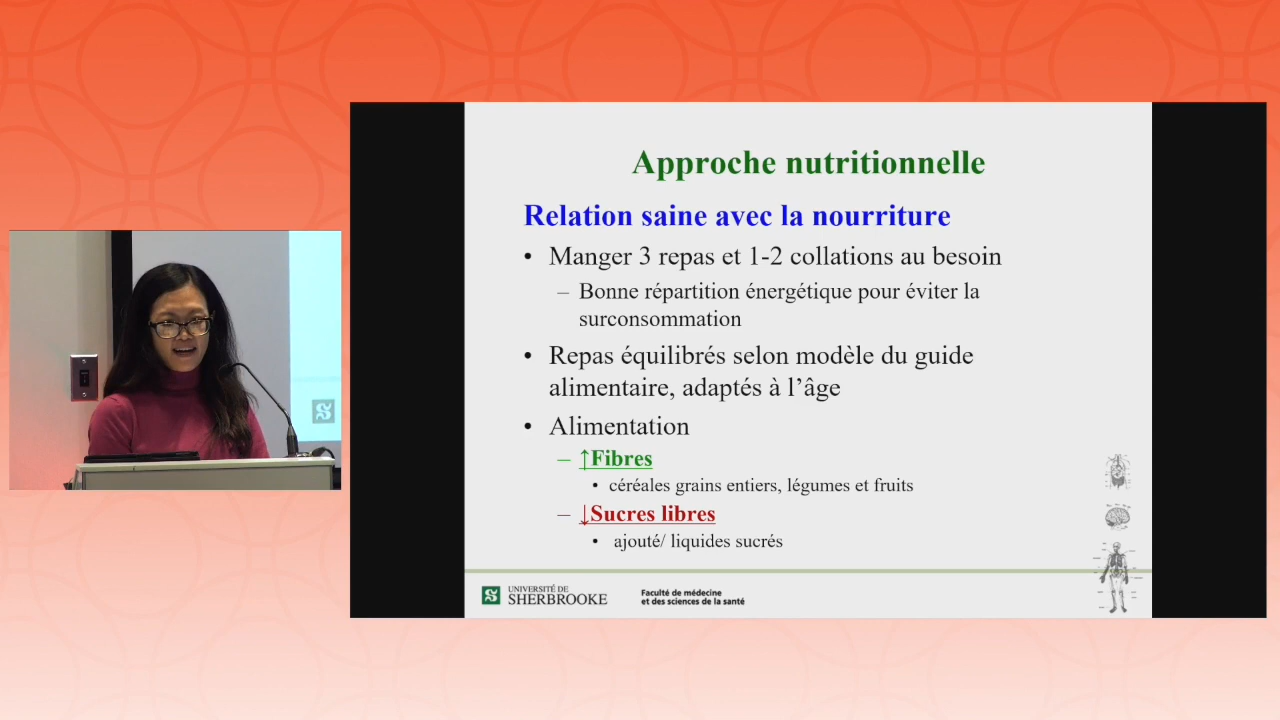 Approche nutritionnelle
Relation saine avec la nourriture
• Manger 3 repas et 1-2 collations au besoin
– Bonne répartition énergétique pour éviter la
surconsommation
• Repas équilibrés selon modèle du guide
alimentaire, adaptés à l’âge
• Alimentation
– ↑Fibres
• céréales grains entiers, légumes et fruits
– ↓Sucres libres
• ajouté/ liquides sucrés
UNIVERSITÉ DE
SHERBROOKE
Faculté de médecine
et des sciences de la santé